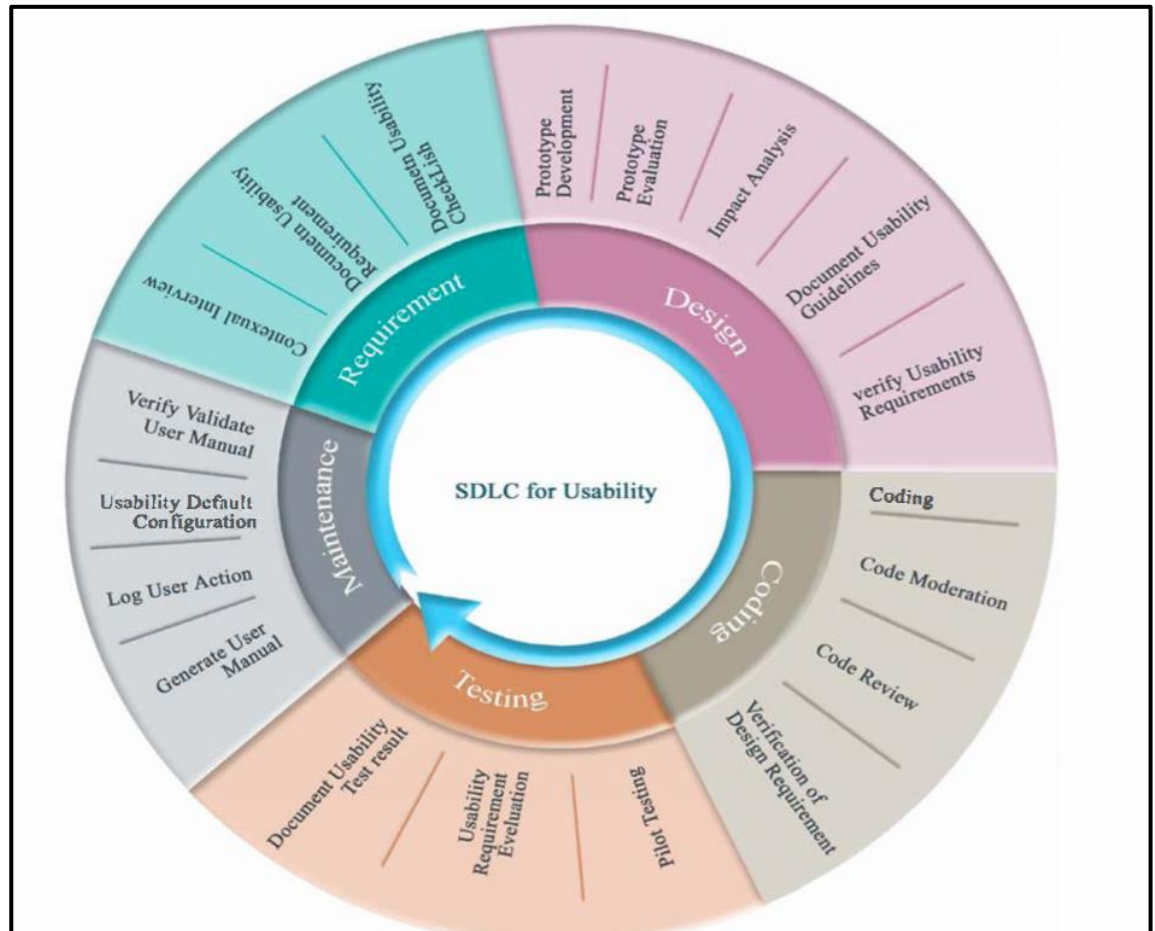 SDLC for Usability
Requirement
Contexual Interview
Documetn Usability
Requirement
Documetn Usability
CheckLish
Design
Prototype
Development
Prototype
Evaluation
Impact Analysis
Document Usability
Guidelines
verify Usability
Requirements
Coding
Coding
Code Moderation
Code Review
Verification of
Design Requirement
Testing
Pilot Testing
Usability
Requirement
Eveluation
Document Usability
Test result
Maintenance
Generate User
Manual
Log User Action
Usability Default
Configuration
Verify Validate
User Manual